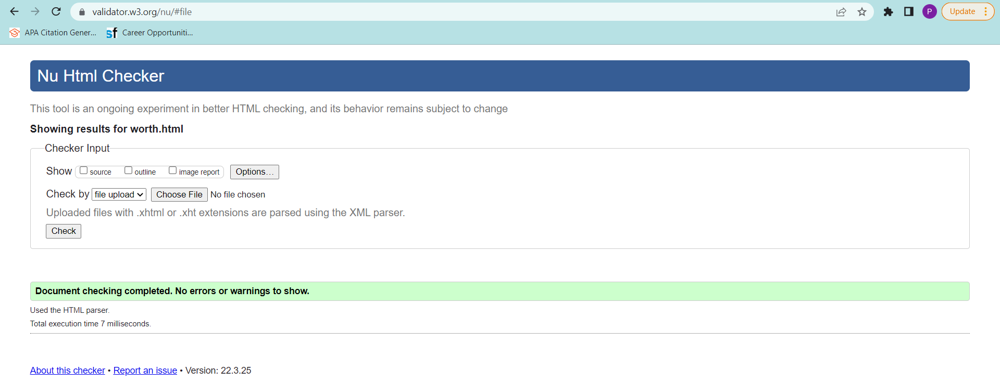 validator.w3.org/nu/#file
P
Update
APA Citation Gener...
sf Career Opportuniti...
Nu Html Checker
This tool is an ongoing experiment in better HTML checking, and its behavior remains subject to change
Showing results for worth.html
Checker Input
Show source outline image report Options...
Check by file upload Choose File No file chosen
Uploaded files with .xhtml or .xht extensions are parsed using the XML parser.
Check
Document checking completed. No errors or warnings to show.
Used the HTML parser.
Total execution time 7 milliseconds.
About this checker • Report an issue • Version: 22.3.25